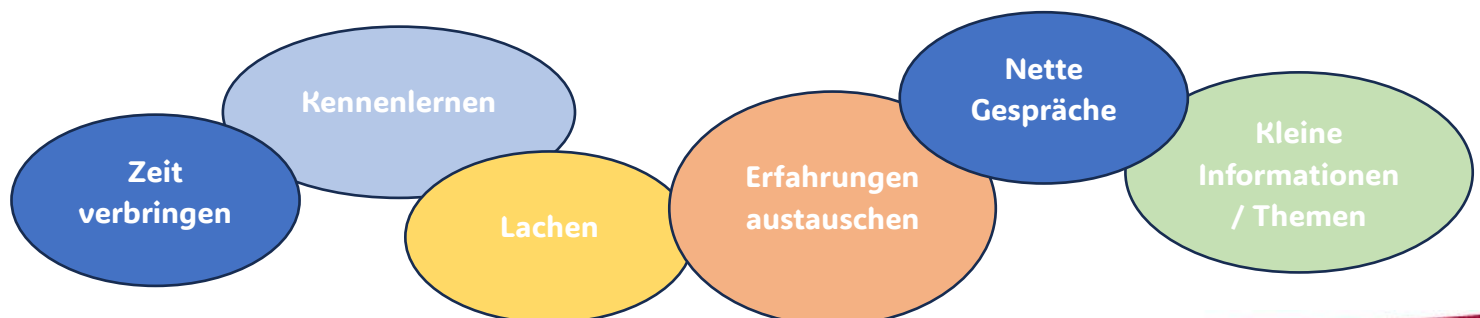 Zeit
verbringen
Kennenlernen
Lachen
Erfahrungen
austauschen
Nette
Gespräche
Kleine
Informationen
/ Themen